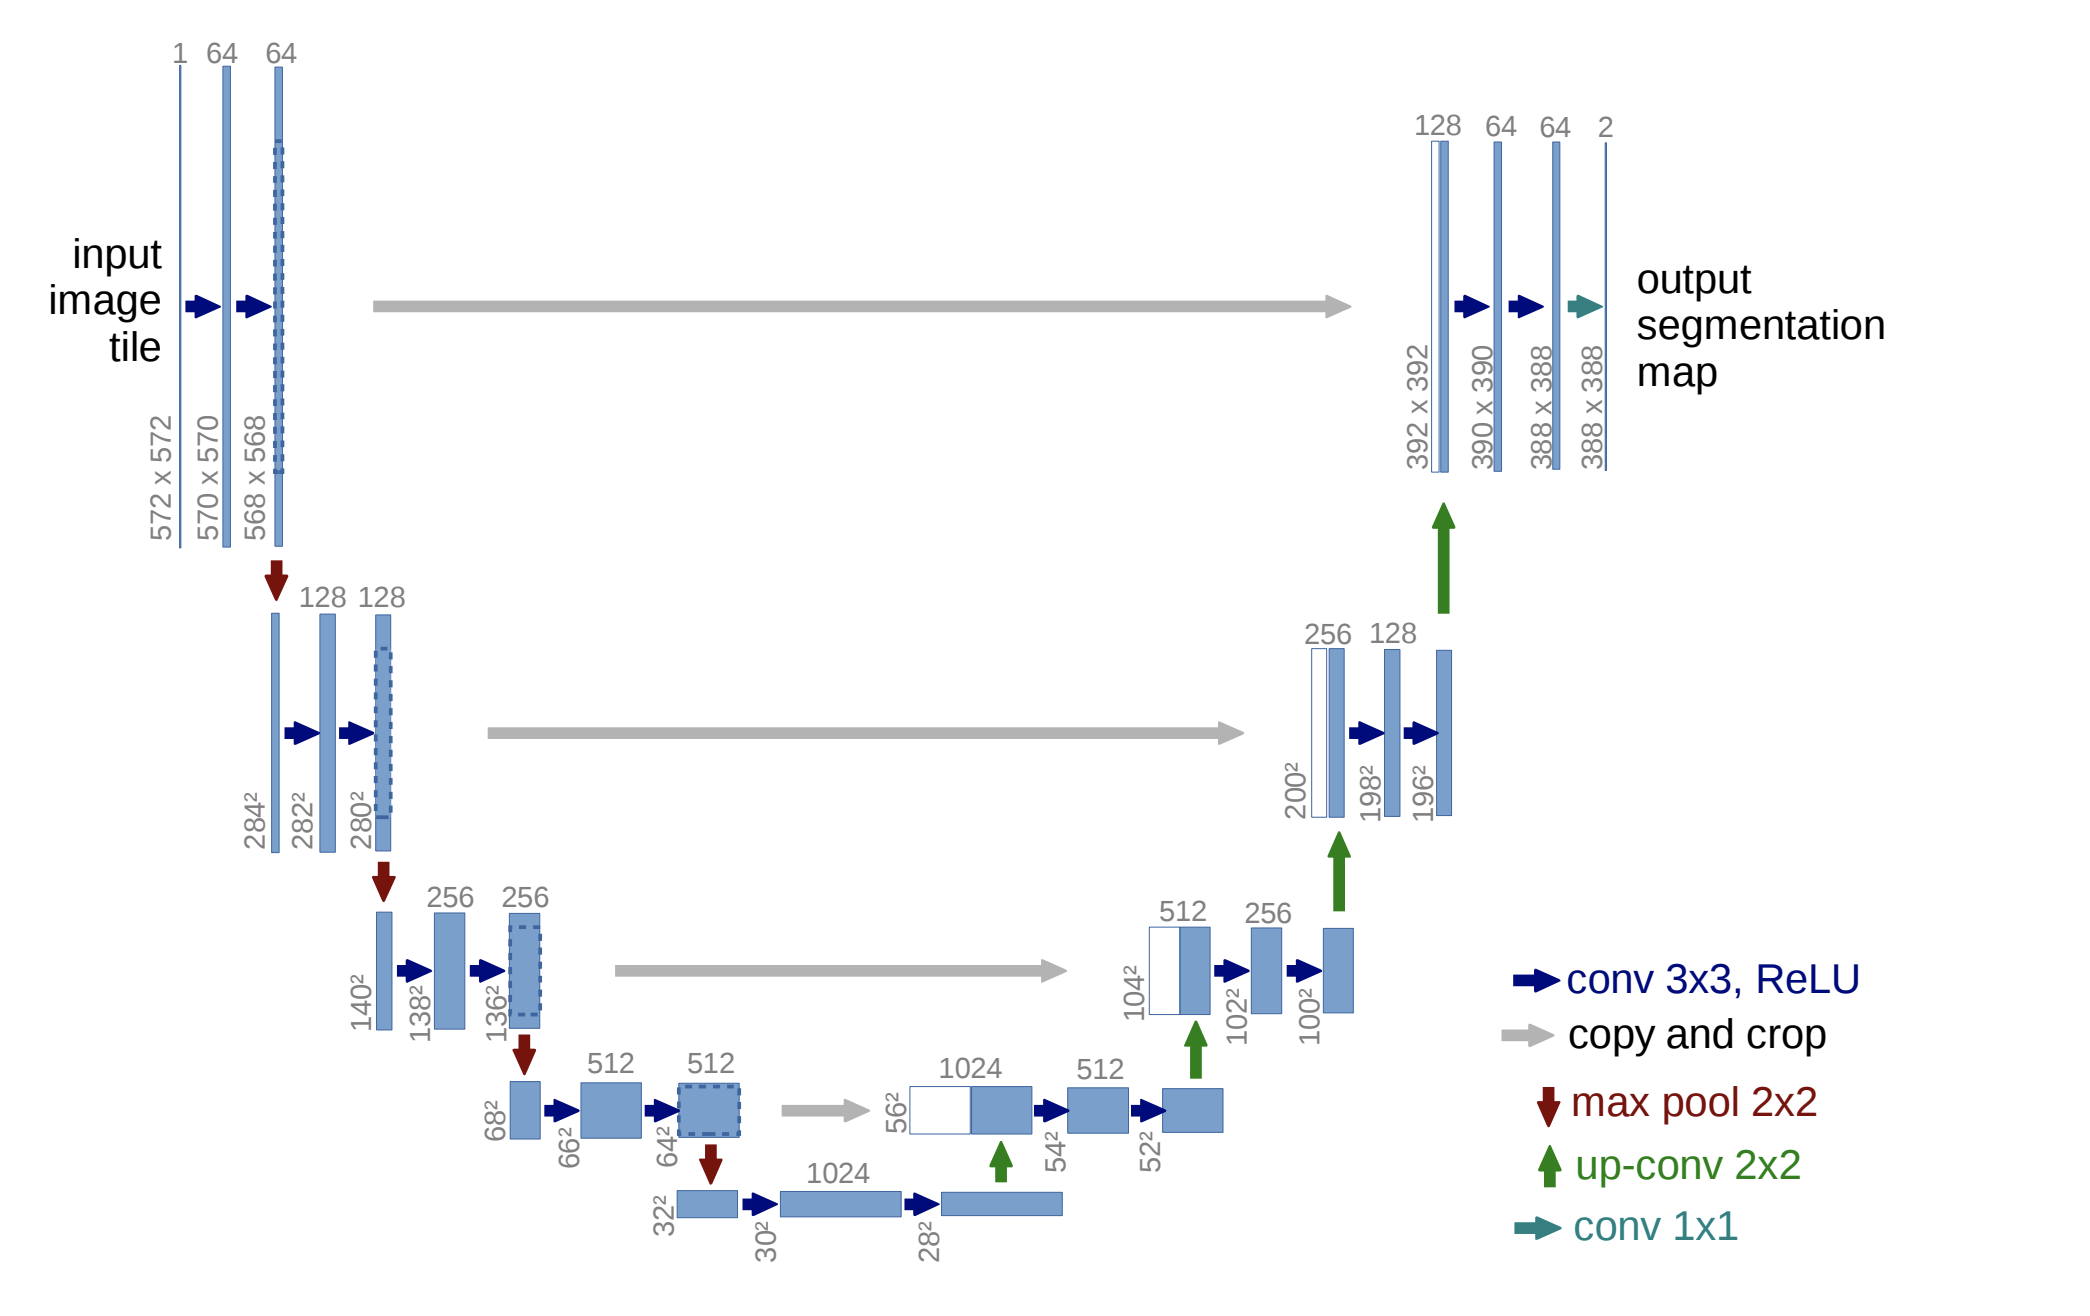 1 64 64
input
image
tile
572 x 572
570 x 570
568 x 568
128 64 64 2
392 x 392
390 x 390
388 x 388
388 x 388
output
segmentation
map
128 128
284²
282²
280²
256 128
200²
198²
196²
256 256
140²
138²
136²
512 256
104²
102²
100²
512 512
68²
66²
64²
1024 512
56²
54²
52²
1024
32²
30²
28²
conv 3x3, ReLU
copy and crop
max pool 2x2
up-conv 2x2
conv 1x1